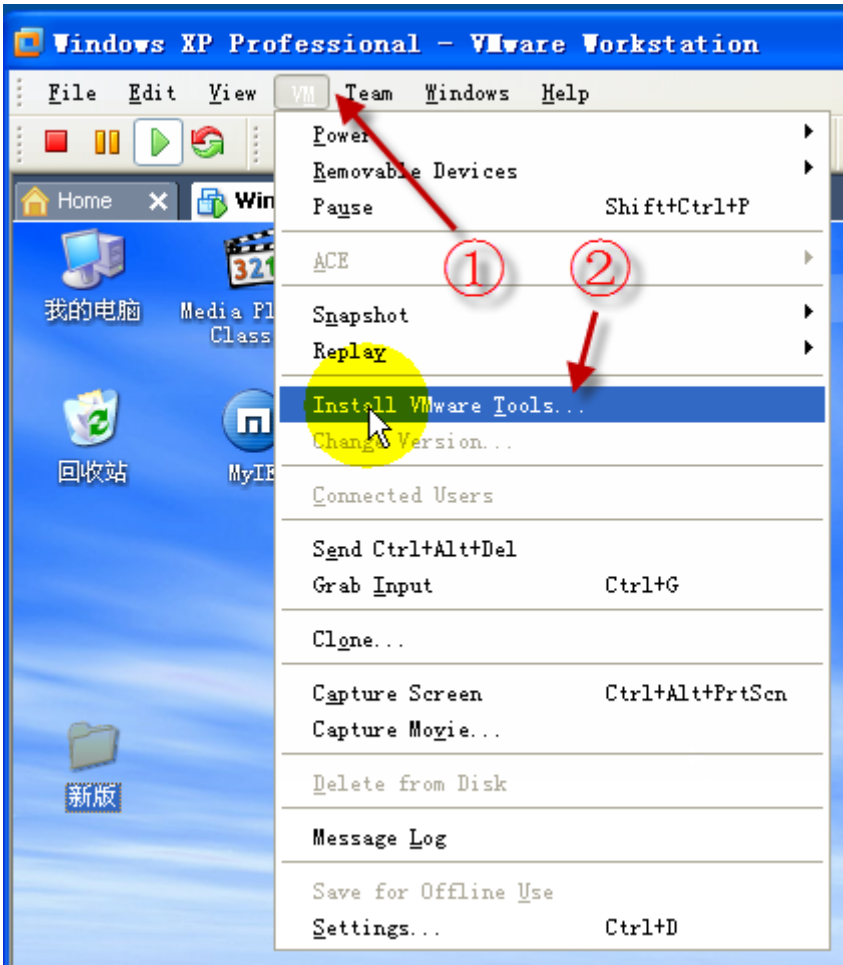 Windows XP Professional - VMware Workstation
File Edit View VM Team Windows Help
Home Win
Power
Removable Devices
Pause Shift+Ctrl+P
ACE
①
②
Snapshot
Replay
Install VMware Tools...
Change Version...
Connected Users
Send Ctrl+Alt+Del
Grab Input Ctrl+G
Clone...
Capture Screen Ctrl+Alt+PrtScn
Capture Movie...
Delete from Disk
Message Log
Save for Offline Use
Settings... Ctrl+D
我的电脑
321
Media Pl
Class
回收站
MyIE
新版